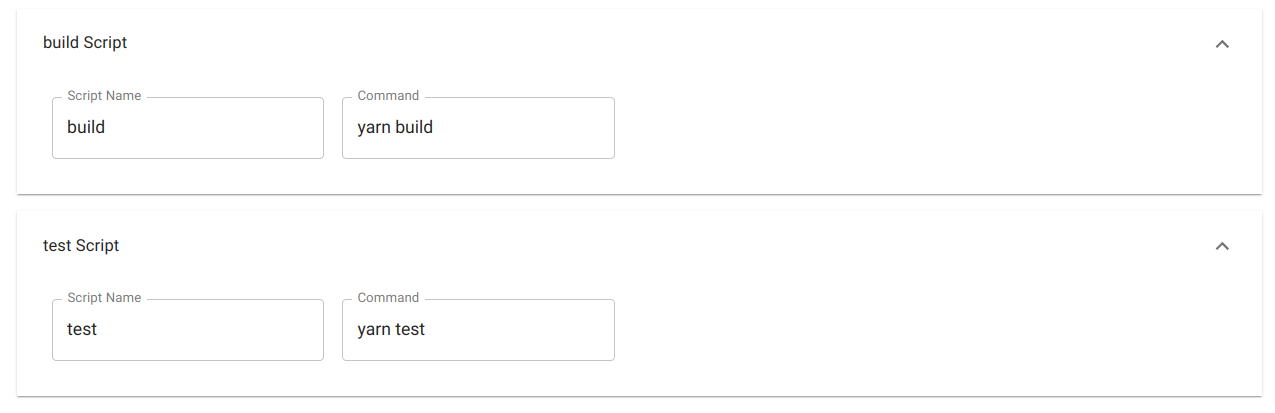 build Script
Script Name
Command
build
yarn build
test Script
Script Name
Command
test
yarn test